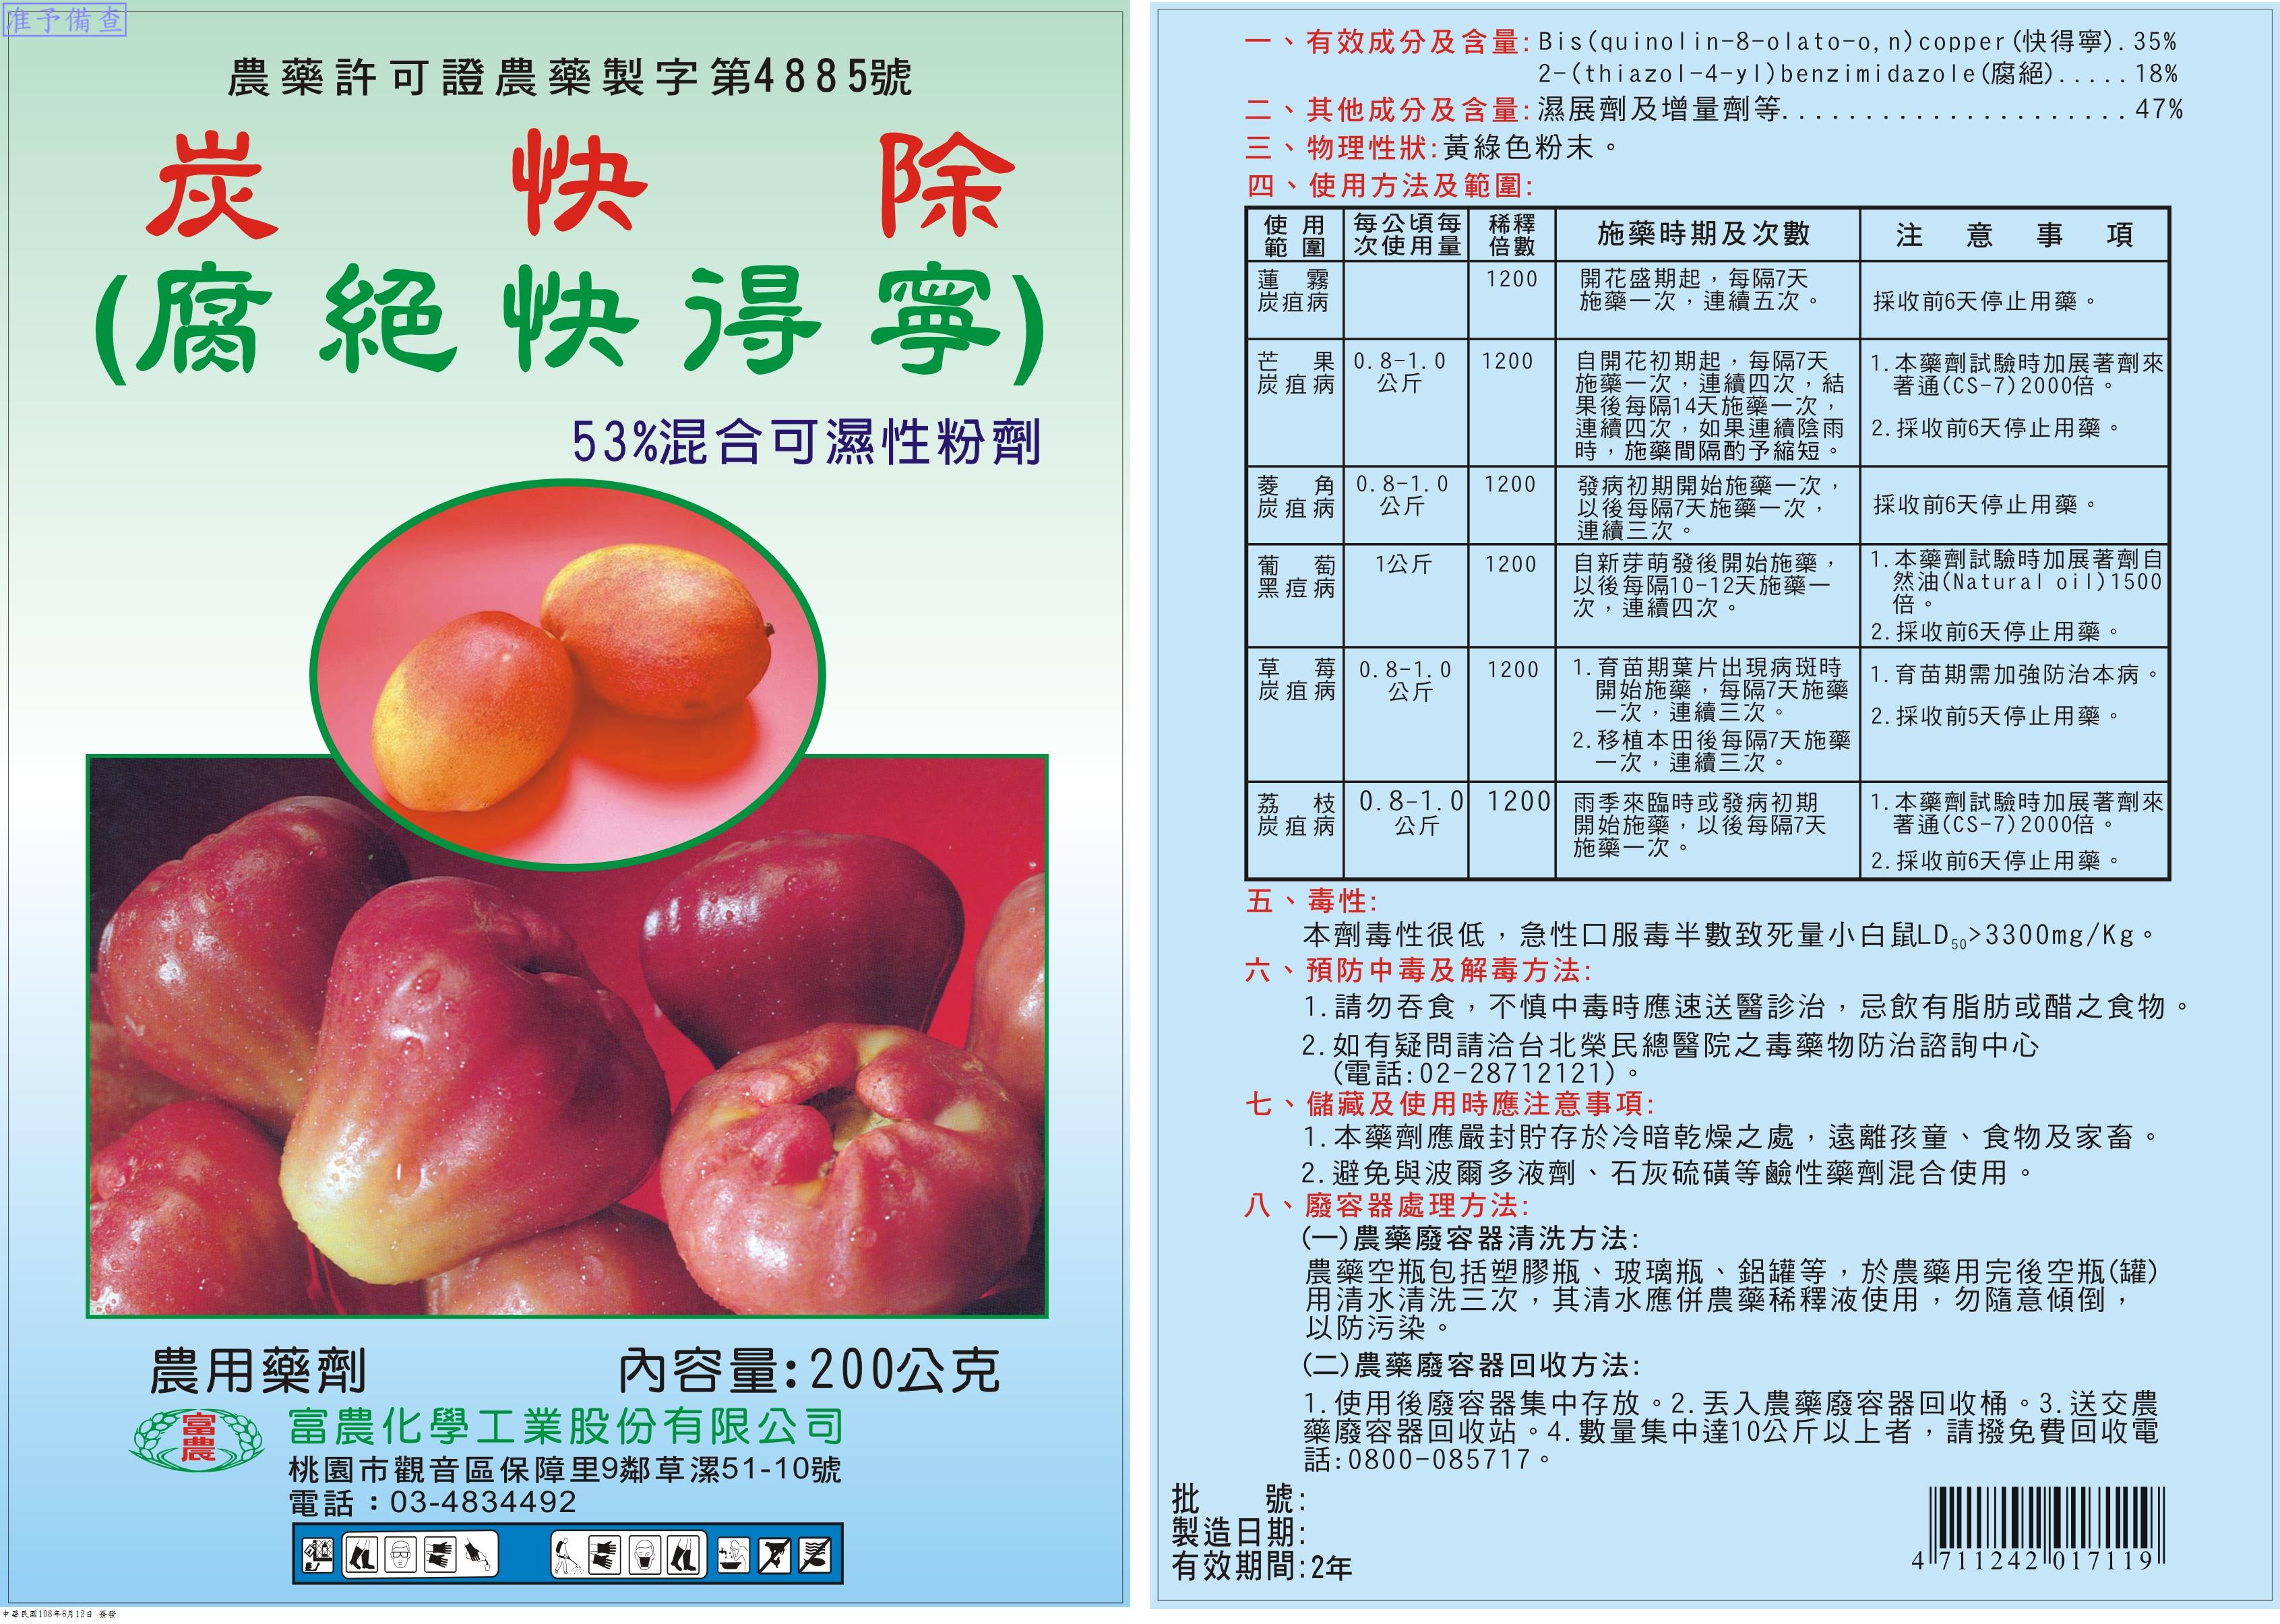 准予備查
農藥許可證農藥製字第4885號
炭快除
(腐絕快得寧)
53%混合可濕性粉劑
農用藥劑 內容量:200公克
富農
富農化學工業股份有限公司
桃園市觀音區保障里9鄰草漯51-10號
電話：03-4834492
中華民國108年6月12日 簽發
一、有效成分及含量:Bis(quinolin-8-olato-o,n)copper(快得寧).35%
2-(thiazol-4-yl)benzimidazole(腐絕).....18%
二、其他成分及含量:濕展劑及增量劑等.....................47%
三、物理性狀:黃綠色粉末。
四、使用方法及範圍:
使用範圍 每公頃每次使用量 稀釋倍數 施藥時期及次數 注意事項
蓮霧
炭疽病
1200
開花盛期起，每隔7天
施藥一次，連續五次。
採收前6天停止用藥。
芒果
炭疽病
0.8-1.0
公斤
1200
自開花初期起，每隔7天
施藥一次，連續四次，結
果後每隔14天施藥一次，
連續四次，如果連續陰雨
時，施藥間隔酌予縮短。
1.本藥劑試驗時加展著劑來
著通(CS-7)2000倍。
2.採收前6天停止用藥。
菱角
炭疽病
0.8-1.0
公斤
1200
發病初期開始施藥一次，
以後每隔7天施藥一次，
連續三次。
採收前6天停止用藥。
葡萄
黑痘病
1公斤
1200
自新芽萌發後開始施藥，
以後每隔10-12天施藥一
次，連續四次。
1.本藥劑試驗時加展著劑自
然油(Natural oil)1500
倍。
2.採收前6天停止用藥。
草莓
炭疽病
0.8-1.0
公斤
1200
1.育苗期葉片出現病斑時
開始施藥，每隔7天施藥
一次，連續三次。
2.移植本田後每隔7天施藥
一次，連續三次。
1.育苗期需加強防治本病。
2.採收前5天停止用藥。
荔枝
炭疽病
0.8-1.0
公斤
1200
雨季來臨時或發病初期
開始施藥，以後每隔7天
施藥一次。
1.本藥劑試驗時加展著劑來
著通(CS-7)2000倍。
2.採收前6天停止用藥。
五、毒性:
本劑毒性很低，急性口服毒半數致死量小白鼠LD50>3300mg/Kg。
六、預防中毒及解毒方法:
1.請勿吞食，不慎中毒時應速送醫診治，忌飲有脂肪或醋之食物。
2.如有疑問請洽台北榮民總醫院之毒藥物防治諮詢中心
(電話:02-28712121)。
七、儲藏及使用時應注意事項:
1.本藥劑應嚴封貯存於冷暗乾燥之處，遠離孩童、食物及家畜。
2.避免與波爾多液劑、石灰硫磺等鹼性藥劑混合使用。
八、廢容器處理方法:
(一)農藥廢容器清洗方法:
農藥空瓶包括塑膠瓶、玻璃瓶、鋁罐等，於農藥用完後空瓶(罐)
用清水清洗三次，其清水應併農藥稀釋液使用，勿隨意傾倒，
以防污染。
(二)農藥廢容器回收方法:
1.使用後廢容器集中存放。2.丟入農藥廢容器回收桶。3.送交農
藥廢容器回收站。4.數量集中達10公斤以上者，請撥免費回收電
話:0800-085717。
批號:
製造日期:
有效期間:2年
4 711242 017119